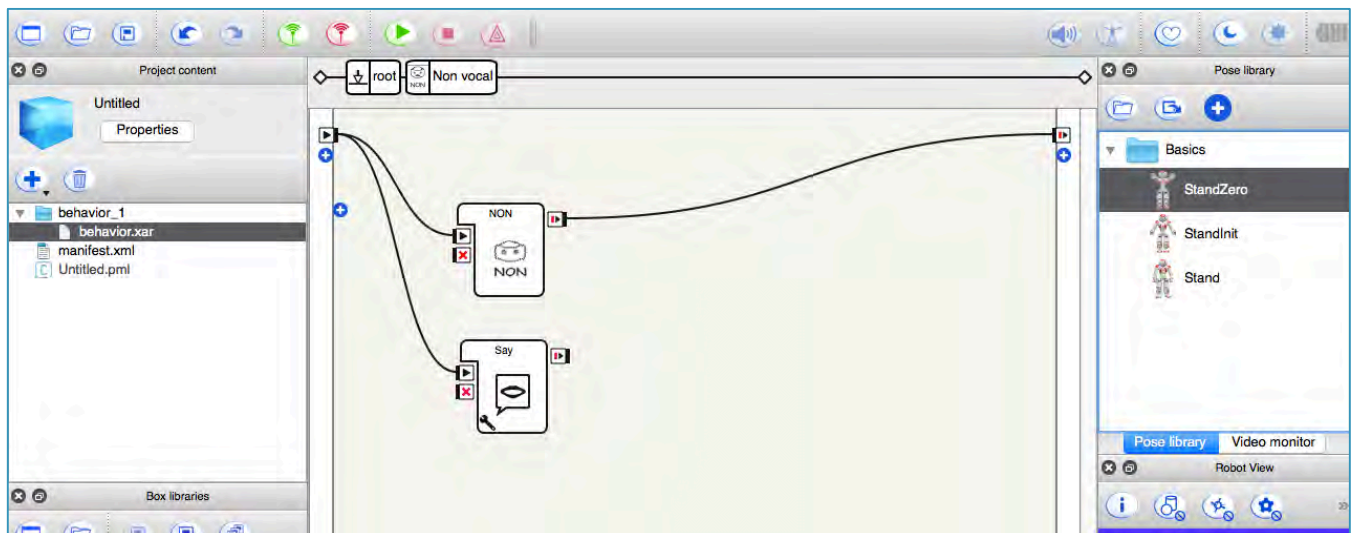 Project content
Untitled
Properties
behavior_1
behavior.xar
manifest.xml
Untitled.pml
Box libraries
root
NON
Non vocal
NON
NON
Say
Pose library
Basics
StandZero
StandInit
Stand
Pose library
Video monitor
Robot View